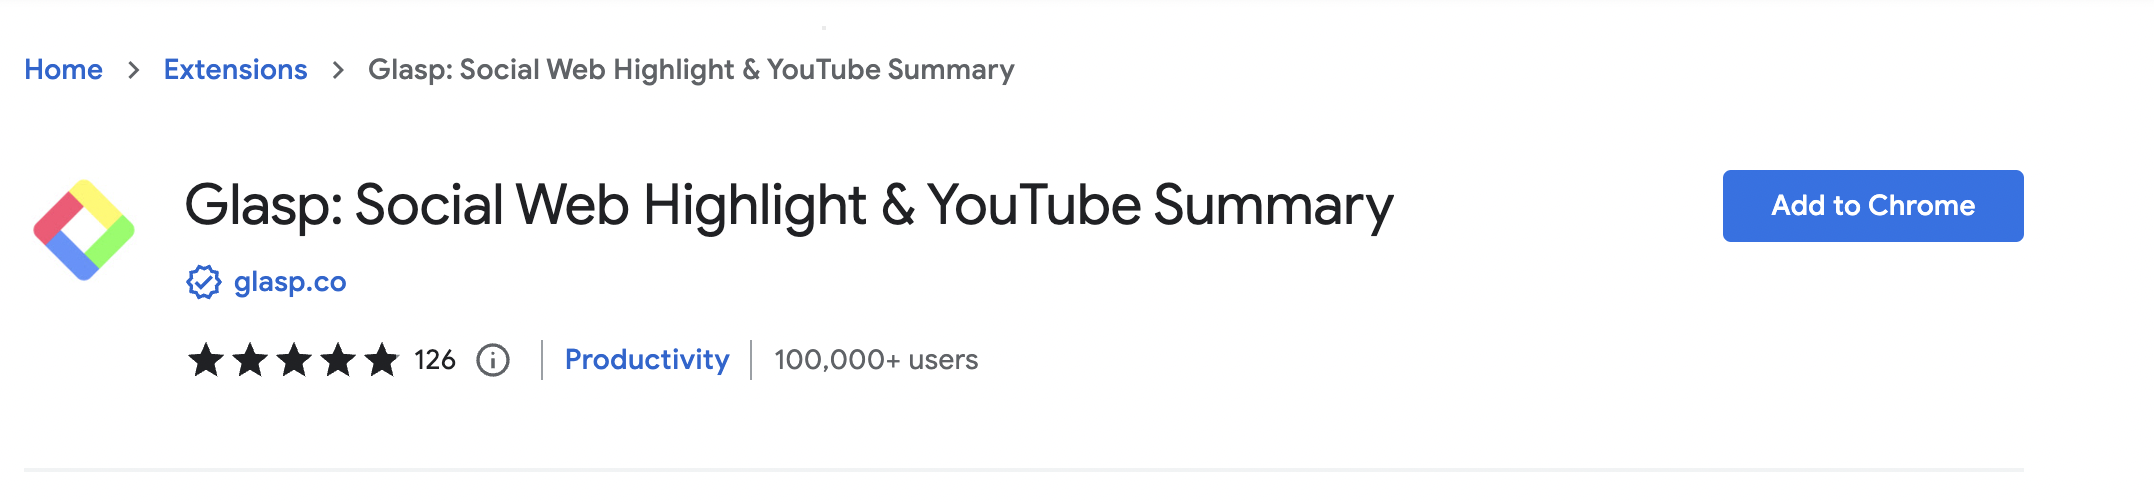 Home > Extensions > Glasp: Social Web Highlight & YouTube Summary
Glasp: Social Web Highlight & YouTube Summary
Add to Chrome
glasp.co
126 | Productivity | 100,000+ users